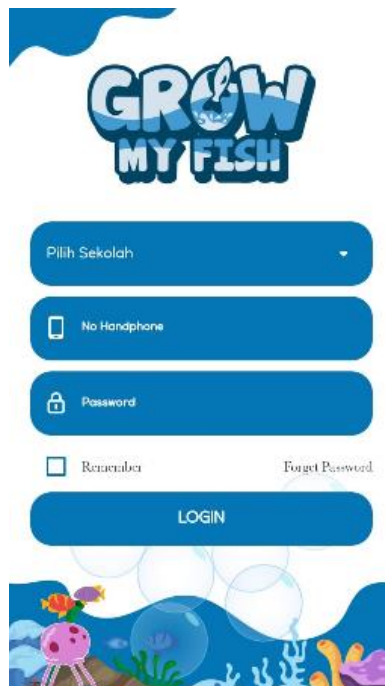 GROW
MY FISH
Pilih Sekolah
No Handphone
Password
Remember
Forget Password
LOGIN